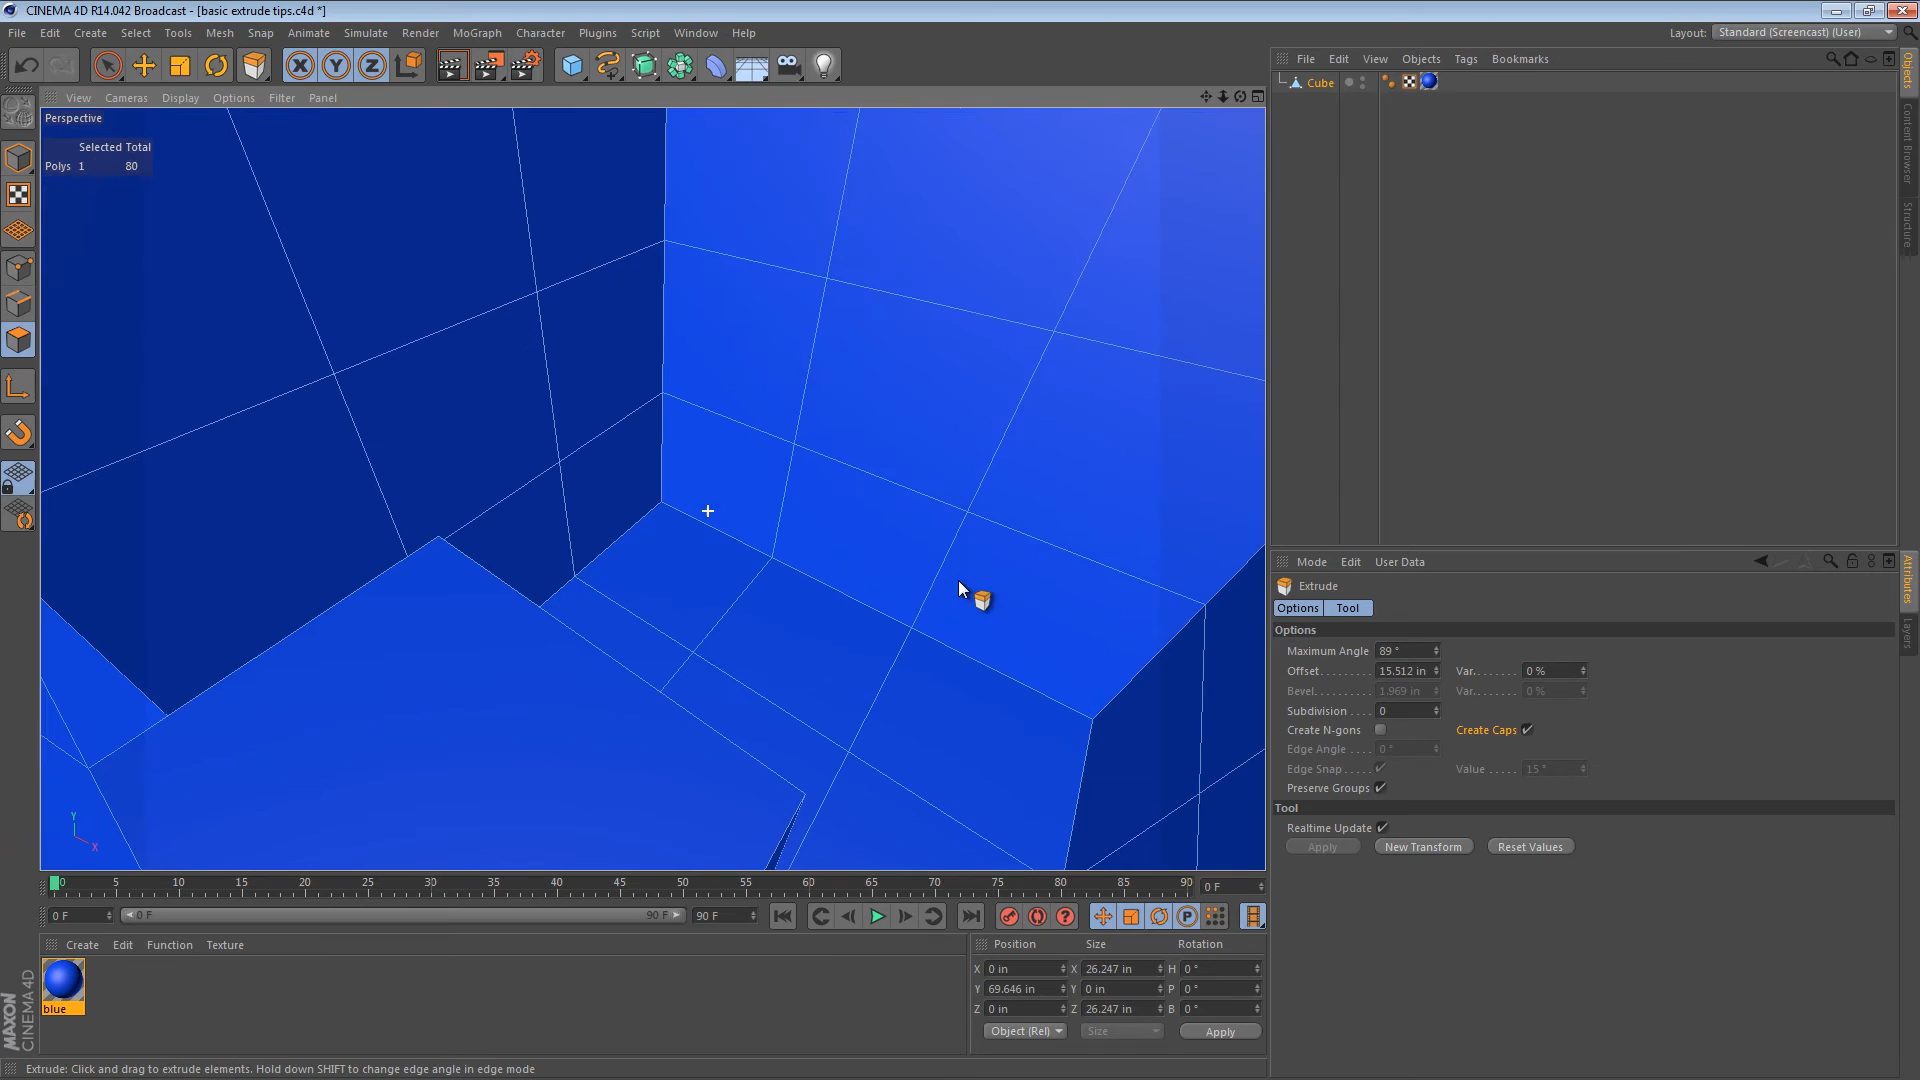 CINEMA 4D R14.042 Broadcast - [basic extrude tips.c4d *]
File Edit Create Select Tools Mesh Snap Animate Simulate Render MoGraph Character Plugins Script Window Help
Layout: Standard (Screencast) (User)
X Y Z
File Edit View Objects Tags Bookmarks
Cube
Objects
Content Browser
Structure
View Cameras Display Options Filter Panel
Perspective
Selected Total
Polys 1 80
Y
X
Mode Edit User Data
Extrude
Options Tool
Options
Maximum Angle 89 °
Offset 15.512 in Var. 0 %
Bevel 1.969 in Var. 0 %
Subdivision 0
Create N-gons Create Caps
Edge Angle 0 °
Edge Snap Value 15 °
Preserve Groups
Tool
Realtime Update
Apply New Transform Reset Values
Attributes
Layers
0 5 10 15 20 25 30 35 40 45 50 55 60 65 70 75 80 85 90 0 F
0 F 0 F 90 F 90 F
P
Create Edit Function Texture
blue
Position Size Rotation
X 0 in X 26.247 in H 0 °
Y 69.646 in Y 0 in P 0 °
Z 0 in Z 26.247 in B 0 °
Object (Rel) Size Apply
MAXON
CINEMA 4D
Extrude: Click and drag to extrude elements. Hold down SHIFT to change edge angle in edge mode